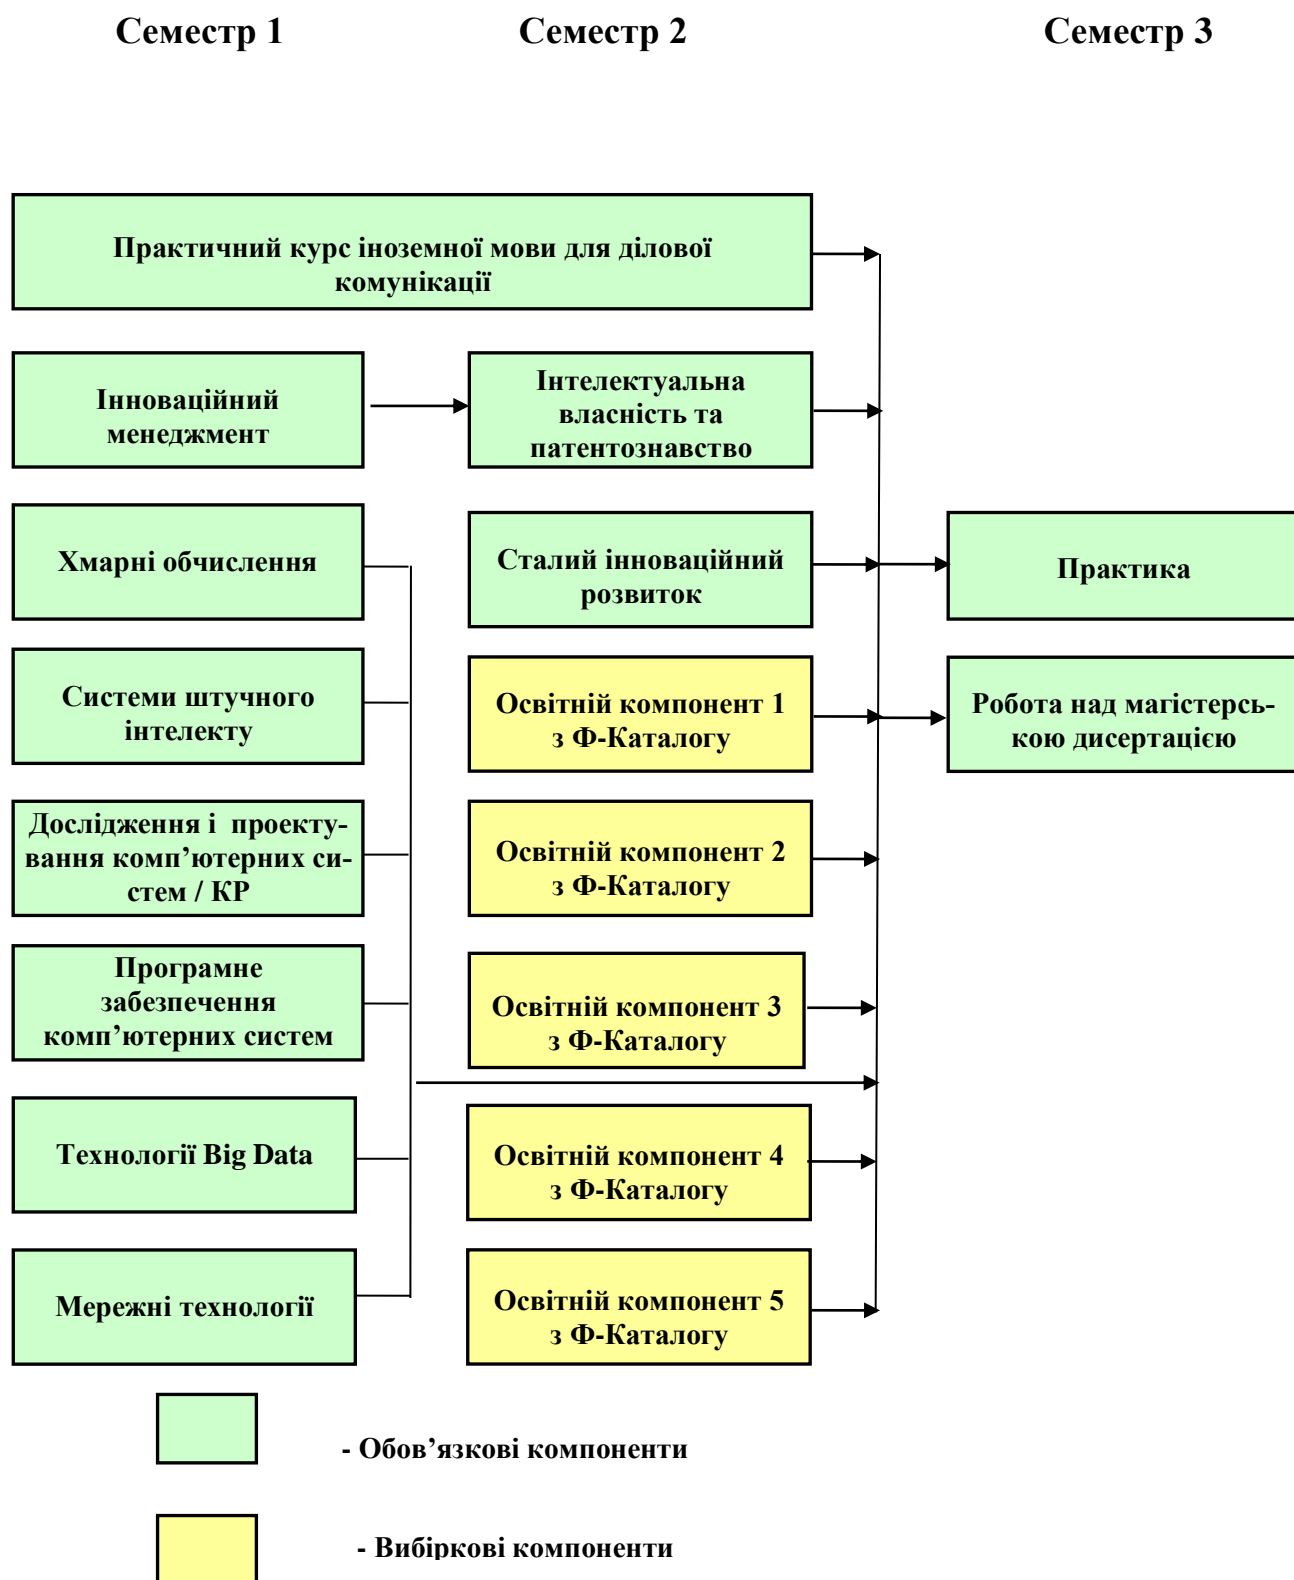 Семестр 1 Семестр 2 Семестр 3
Практичний курс іноземної мови для ділової
комунікації
Інноваційний
менеджмент
Інтелектуальна
власність та
патентознавство
Хмарні обчислення
Сталий інноваційний
розвиток
Практика
Системи штучного
інтелекту
Освітній компонент 1
з Ф-Каталогу
Робота над магістерсь-
кою дисертацією
Дослідження і проекту-
вання комп’ютерних си-
стем / КР
Освітній компонент 2
з Ф-Каталогу
Програмне
забезпечення
комп’ютерних систем
Освітній компонент 3
з Ф-Каталогу
Технології Big Data
Освітній компонент 4
з Ф-Каталогу
Мережні технології
Освітній компонент 5
з Ф-Каталогу
- Обов’язкові компоненти
- Вибіркові компоненти